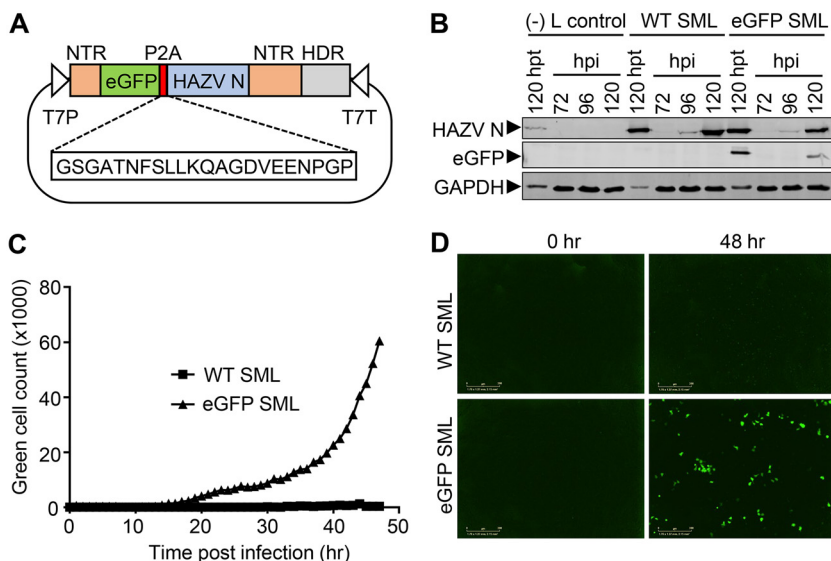 A
NTR P2A NTR HDR
eGFP HAZV N
T7P T7T
GSGATNFSLLKQAGDVEENPGP
B
(-) L control WT SML eGFP SML
hpi hpi hpi
120 hpt 72 96 120 120 hpt 72 96 120 120 hpt 72 96 120
HAZV N
eGFP
GAPDH
C
Green cell count (x1000)
80
60
40
20
0
WT SML
eGFP SML
0 10 20 30 40 50
Time post infection (hr)
D
0 hr 48 hr
WT SML
eGFP SML